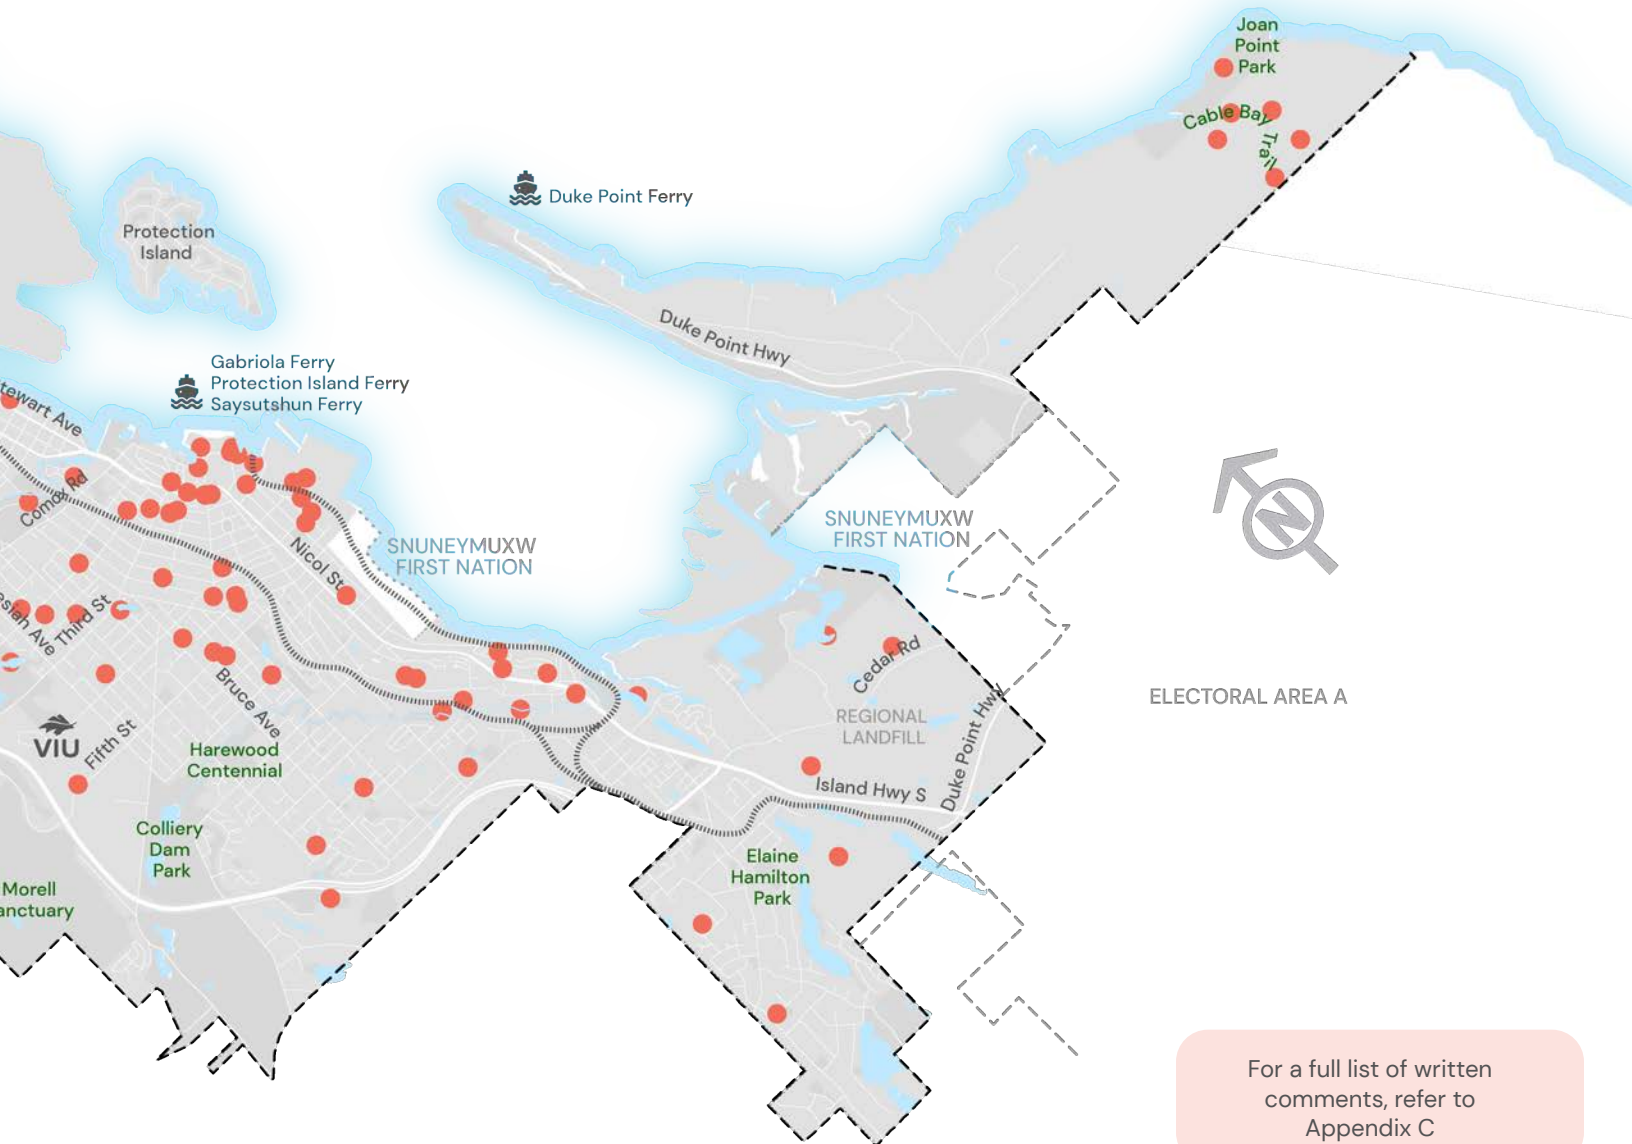 Joan
Point
Park
Cable Bay Trail
Duke Point Ferry
Protection
Island
Duke Point Hwy
Gabriola Ferry
Protection Island Ferry
Saysutshun Ferry
tewart Ave
Comox Rd
SNUNEYMUXW
FIRST NATION
SNUNEYMUXW
FIRST NATION
N
Nicol St
esiah Ave
Third St
Cedar Rd
Bruce Ave
ELECTORAL AREA A
REGIONAL
LANDFILL
Duke Point Hwy
VIU
Fifth St
Harewood
Centennial
Island Hwy S
Colliery
Dam
Park
Elaine
Hamilton
Park
Morell
anctuary
For a full list of written
comments, refer to
Appendix C